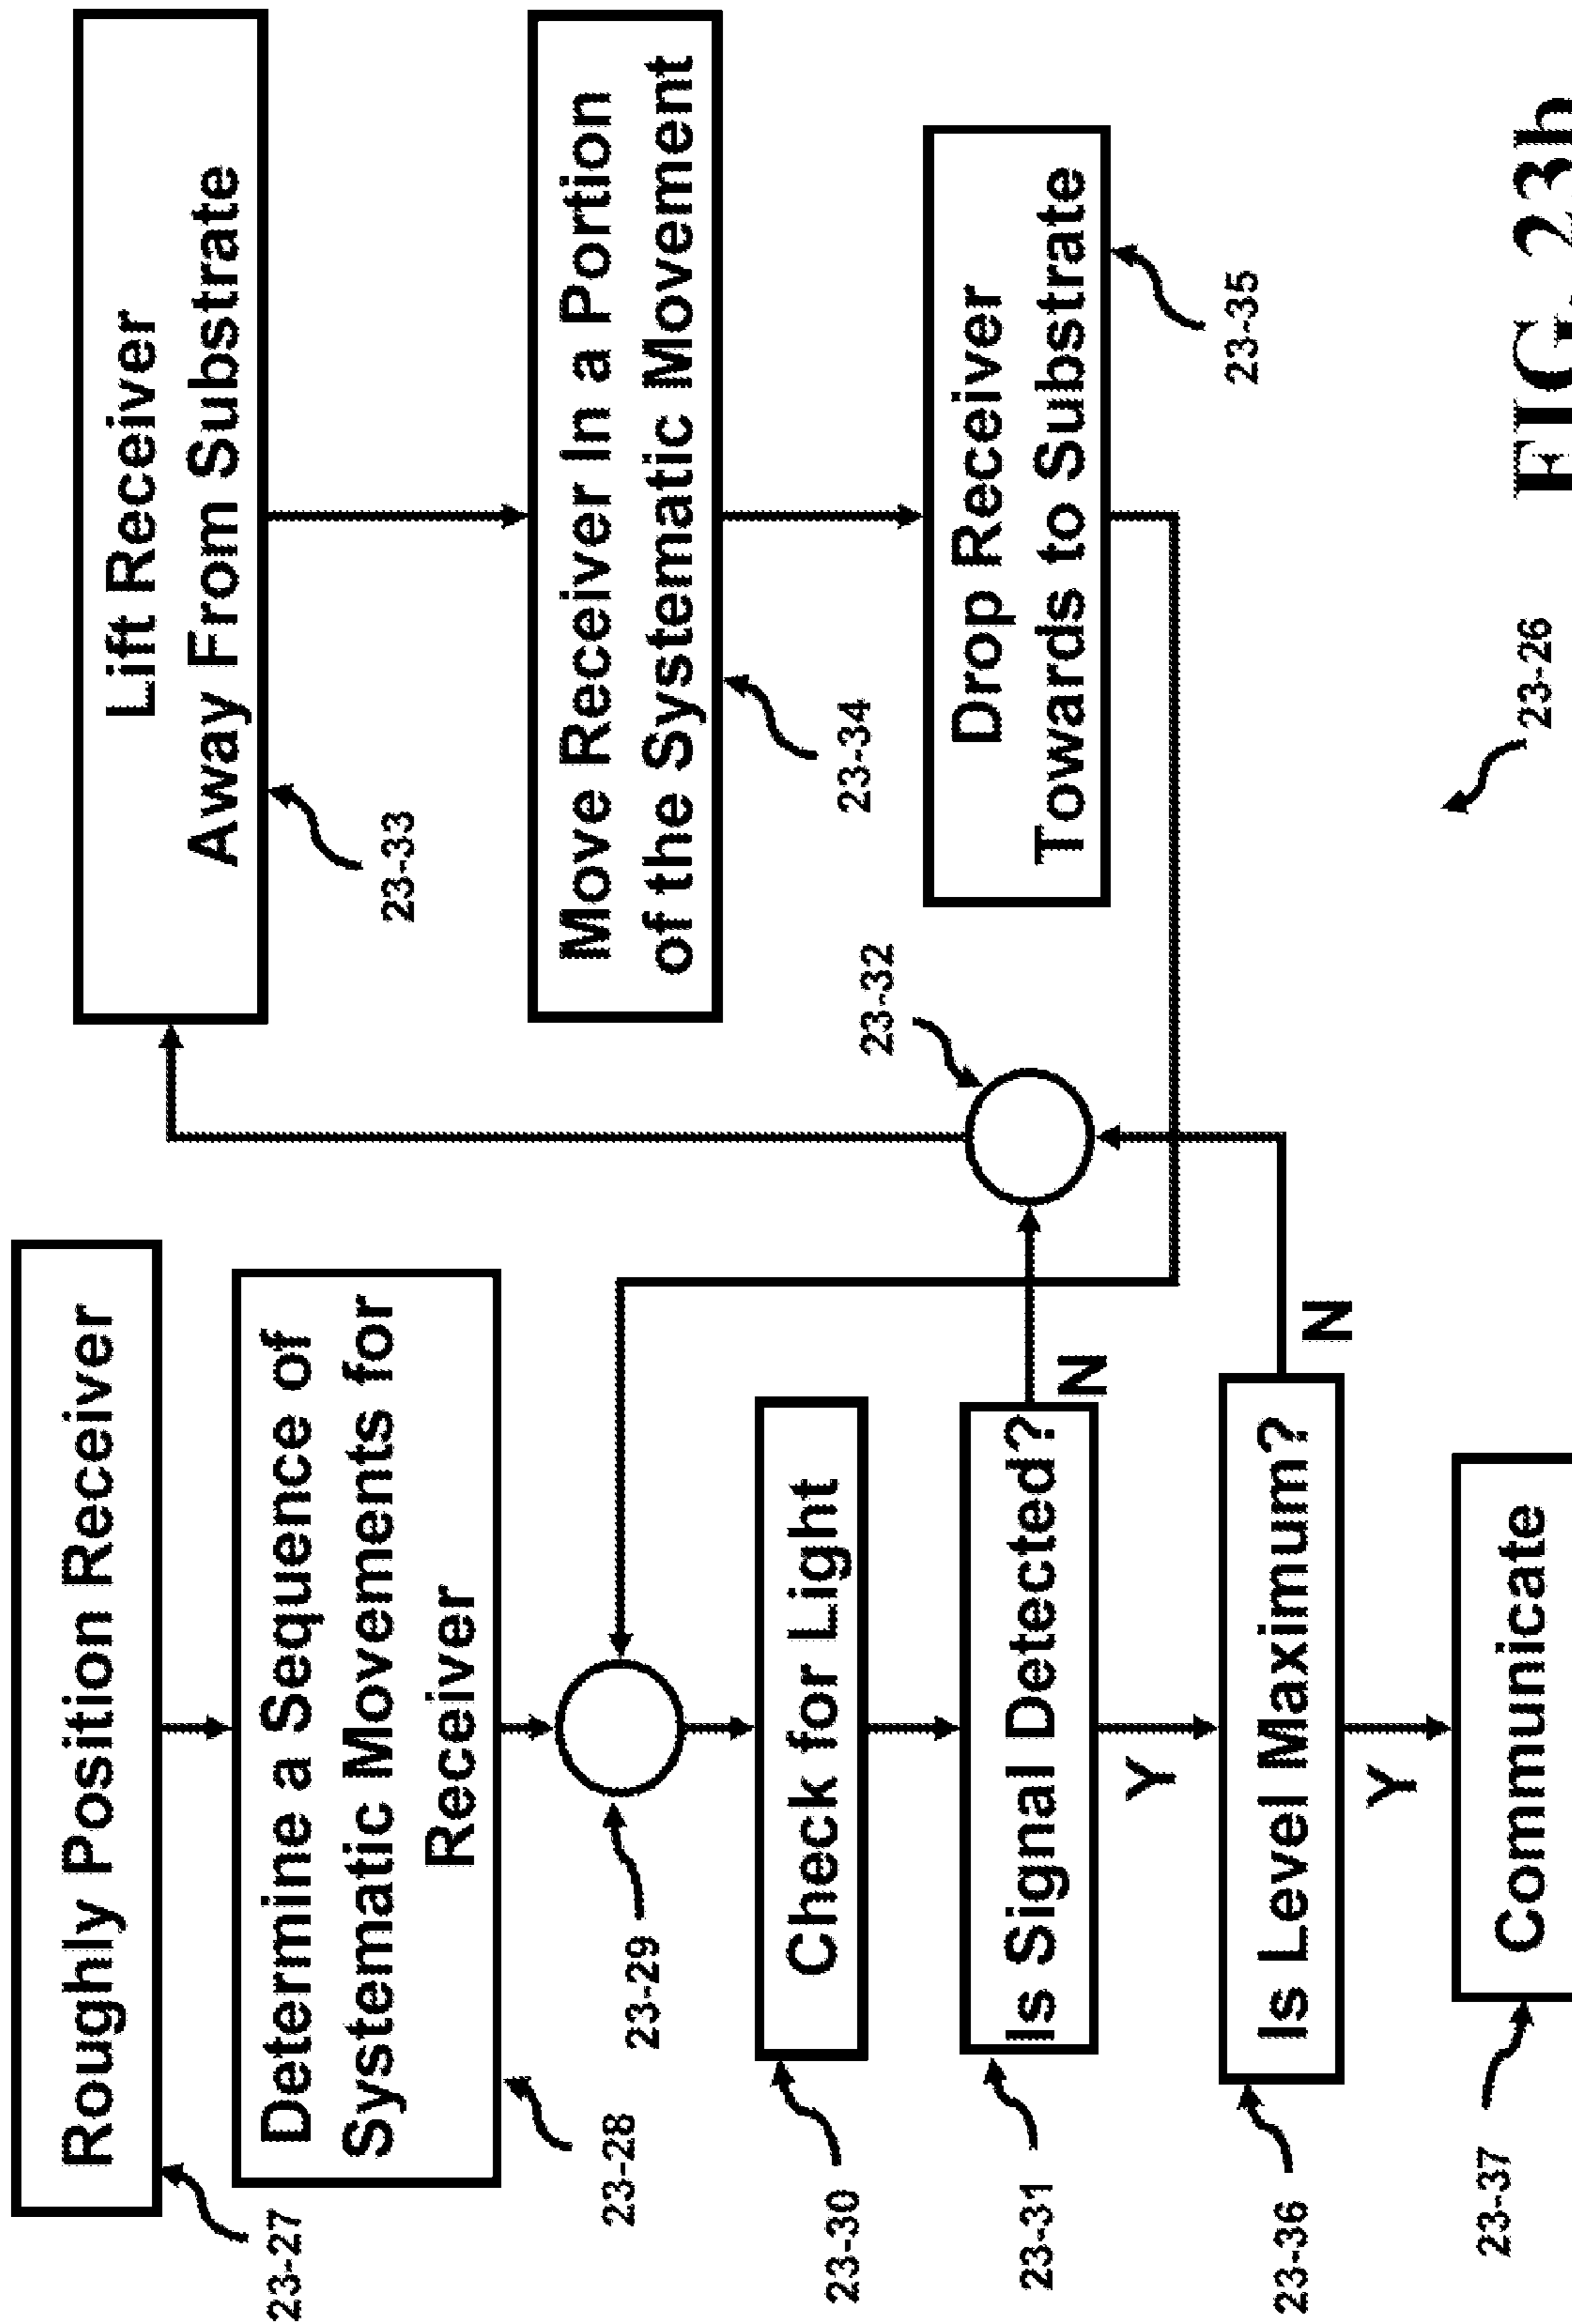 Roughly Position Receiver
23-27
Determine a Sequence of
Systematic Movements for
Receiver
23-28
23-29
Check for Light
23-30
Is Signal Detected?
23-31
N
Y
Is Level Maximum?
23-36
N
Y
Communicate
23-37
23-32
Lift Receiver
Away From Substrate
23-33
Move Receiver In a Portion
of the Systematic Movement
23-34
Drop Receiver
Towards to Substrate
23-35
23-26
FIG. 23h